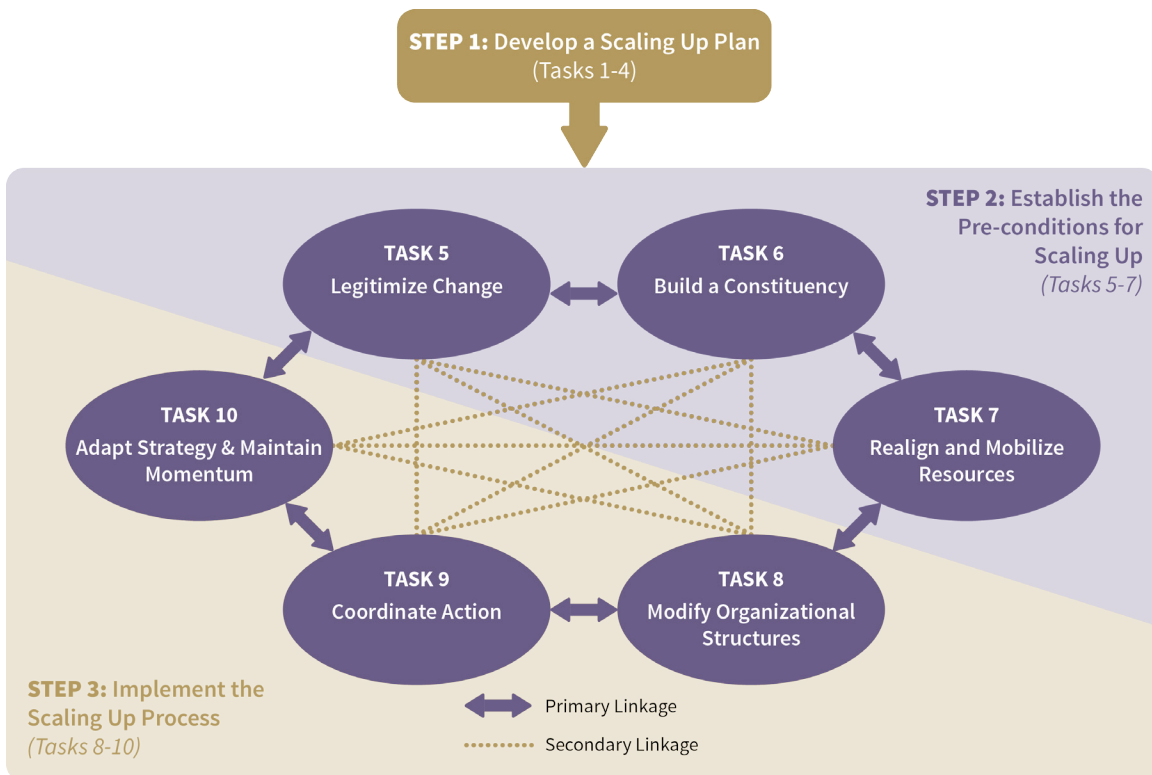 STEP 1: Develop a Scaling Up Plan
(Tasks 1-4)
STEP 2: Establish the
Pre-conditions for
Scaling Up
(Tasks 5-7)
TASK 5
Legitimize Change
TASK 6
Build a Constituency
TASK 10
Adapt Strategy & Maintain
Momentum
TASK 7
Realign and Mobilize
Resources
TASK 9
Coordinate Action
TASK 8
Modify Organizational
Structures
STEP 3: Implement the
Scaling Up Process
(Tasks 8-10)
Primary Linkage
Secondary Linkage